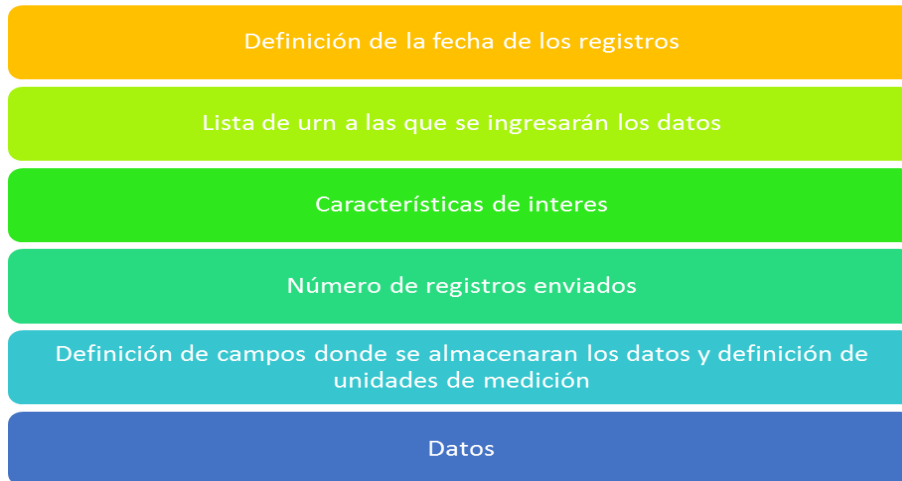 Definición de la fecha de los registros
Lista de urn a las que se ingresarán los datos
Características de interes
Número de registros enviados
Definición de campos donde se almacenaran los datos y definición de
unidades de medición
Datos